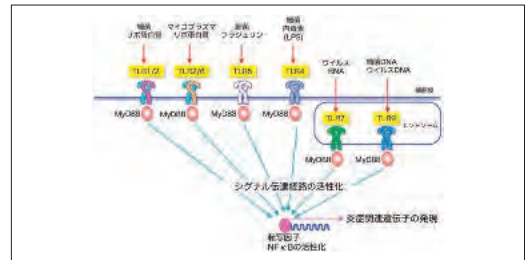 細菌
リポ蛋白質
マイコプラズマ
リポ蛋白質
細菌
フラジェリン
細菌
内毒素
(LPS)
ウイルス
RNA
細菌DNA
ウイルスDNA
TLR1/2
TLR2/6
TLR5
TLR4
細胞膜
TLR7
TLR9
エンドソーム
MyD88
MyD88
MyD88
MyD88
MyD88
MyD88
シグナル伝達経路の活性化
炎症関連遺伝子の発現
転写因子
NFκBの活性化